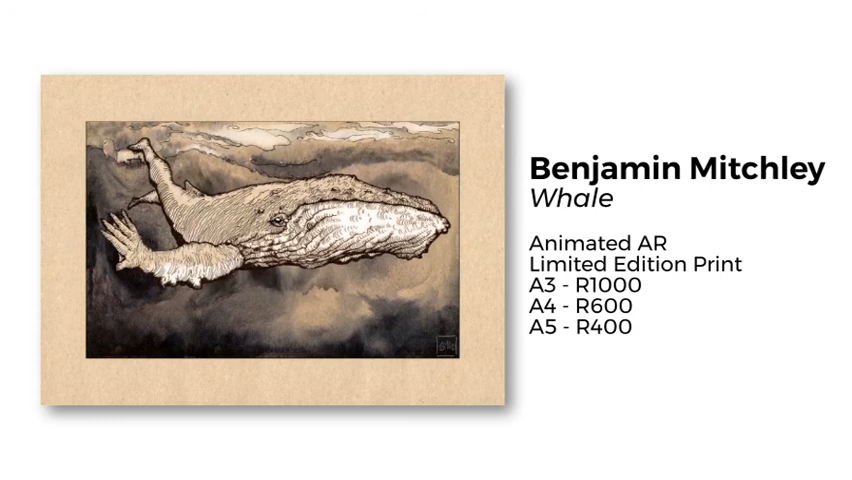 Benjamin Mitchley
Whale
Animated AR
Limited Edition Print
A3 - R1000
A4 - R600
A5 - R400